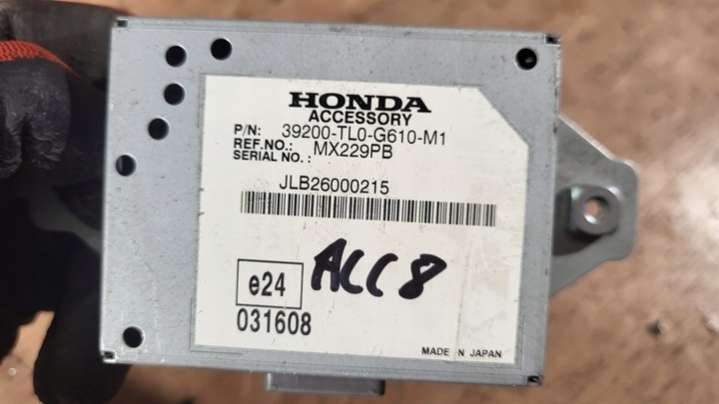 HONDA
ACCESSORY
P/N: 39200-TL0-G610-M1
REF.NO.: MX229PB
SERIAL NO. :
JLB26000215
e24
ACC8
031608
MADE IN JAPAN